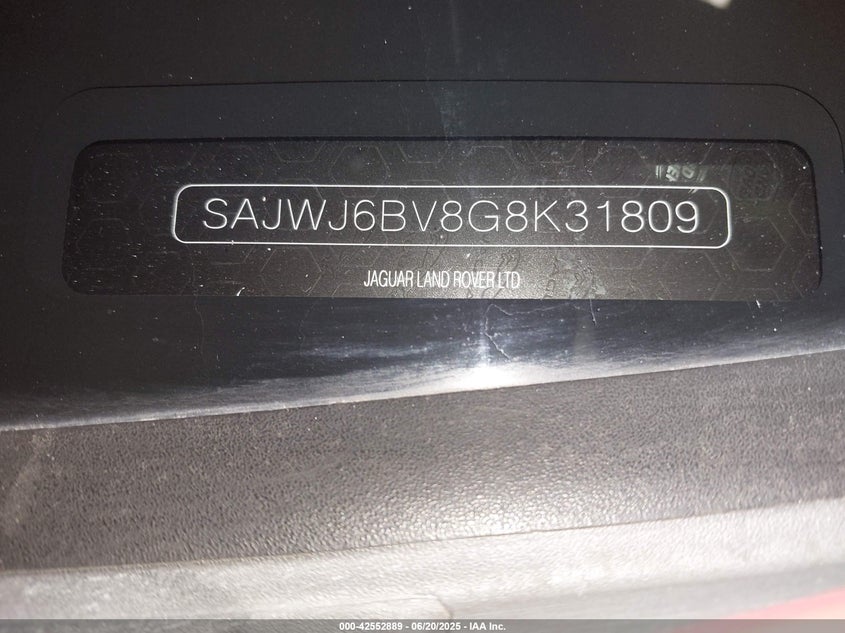 SAJWJ6BV8G8K31809
JAGUAR LAND ROVER LTD
000-42552889 - 06/20/2025 - IAA Inc.